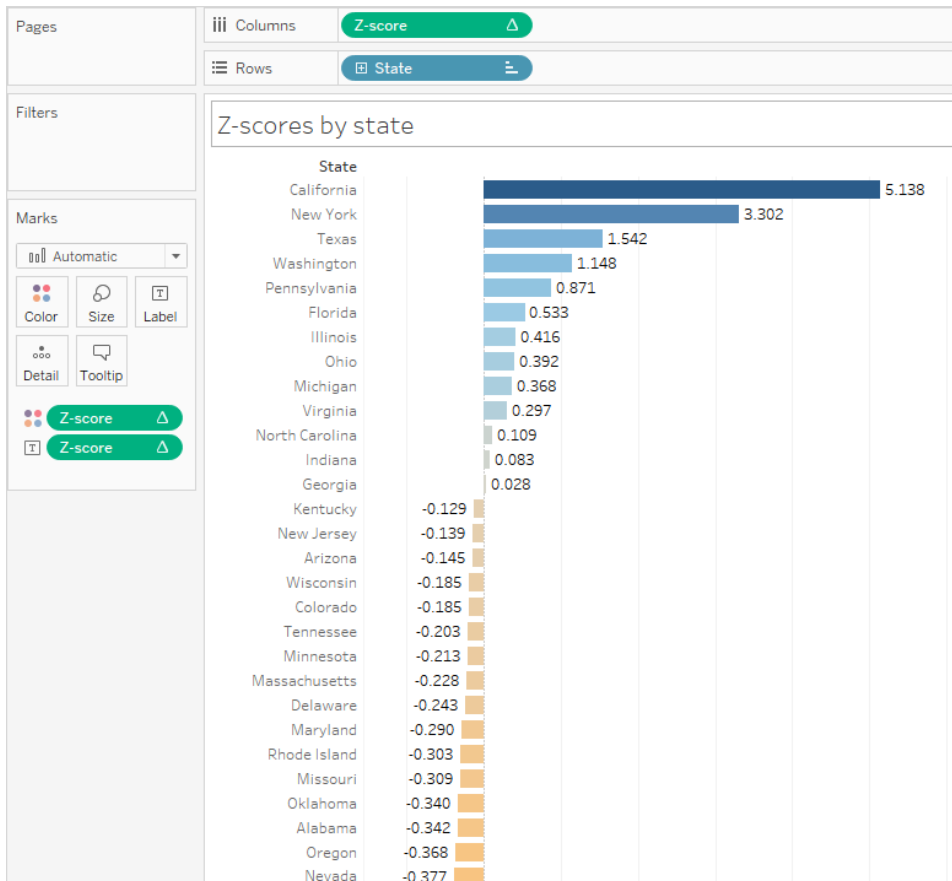 Pages
Columns
Z-score
Rows
State
Filters
Z-scores by state
Marks
Automatic
Color
Size
Label
Detail
Tooltip
Z-score
Z-score
State
California 5.138
New York 3.302
Texas 1.542
Washington 1.148
Pennsylvania 0.871
Florida 0.533
Illinois 0.416
Ohio 0.392
Michigan 0.368
Virginia 0.297
North Carolina 0.109
Indiana 0.083
Georgia 0.028
Kentucky -0.129
New Jersey -0.139
Arizona -0.145
Wisconsin -0.185
Colorado -0.185
Tennessee -0.203
Minnesota -0.213
Massachusetts -0.228
Delaware -0.243
Maryland -0.290
Rhode Island -0.303
Missouri -0.309
Oklahoma -0.340
Alabama -0.342
Oregon -0.368
Nevada -0.377